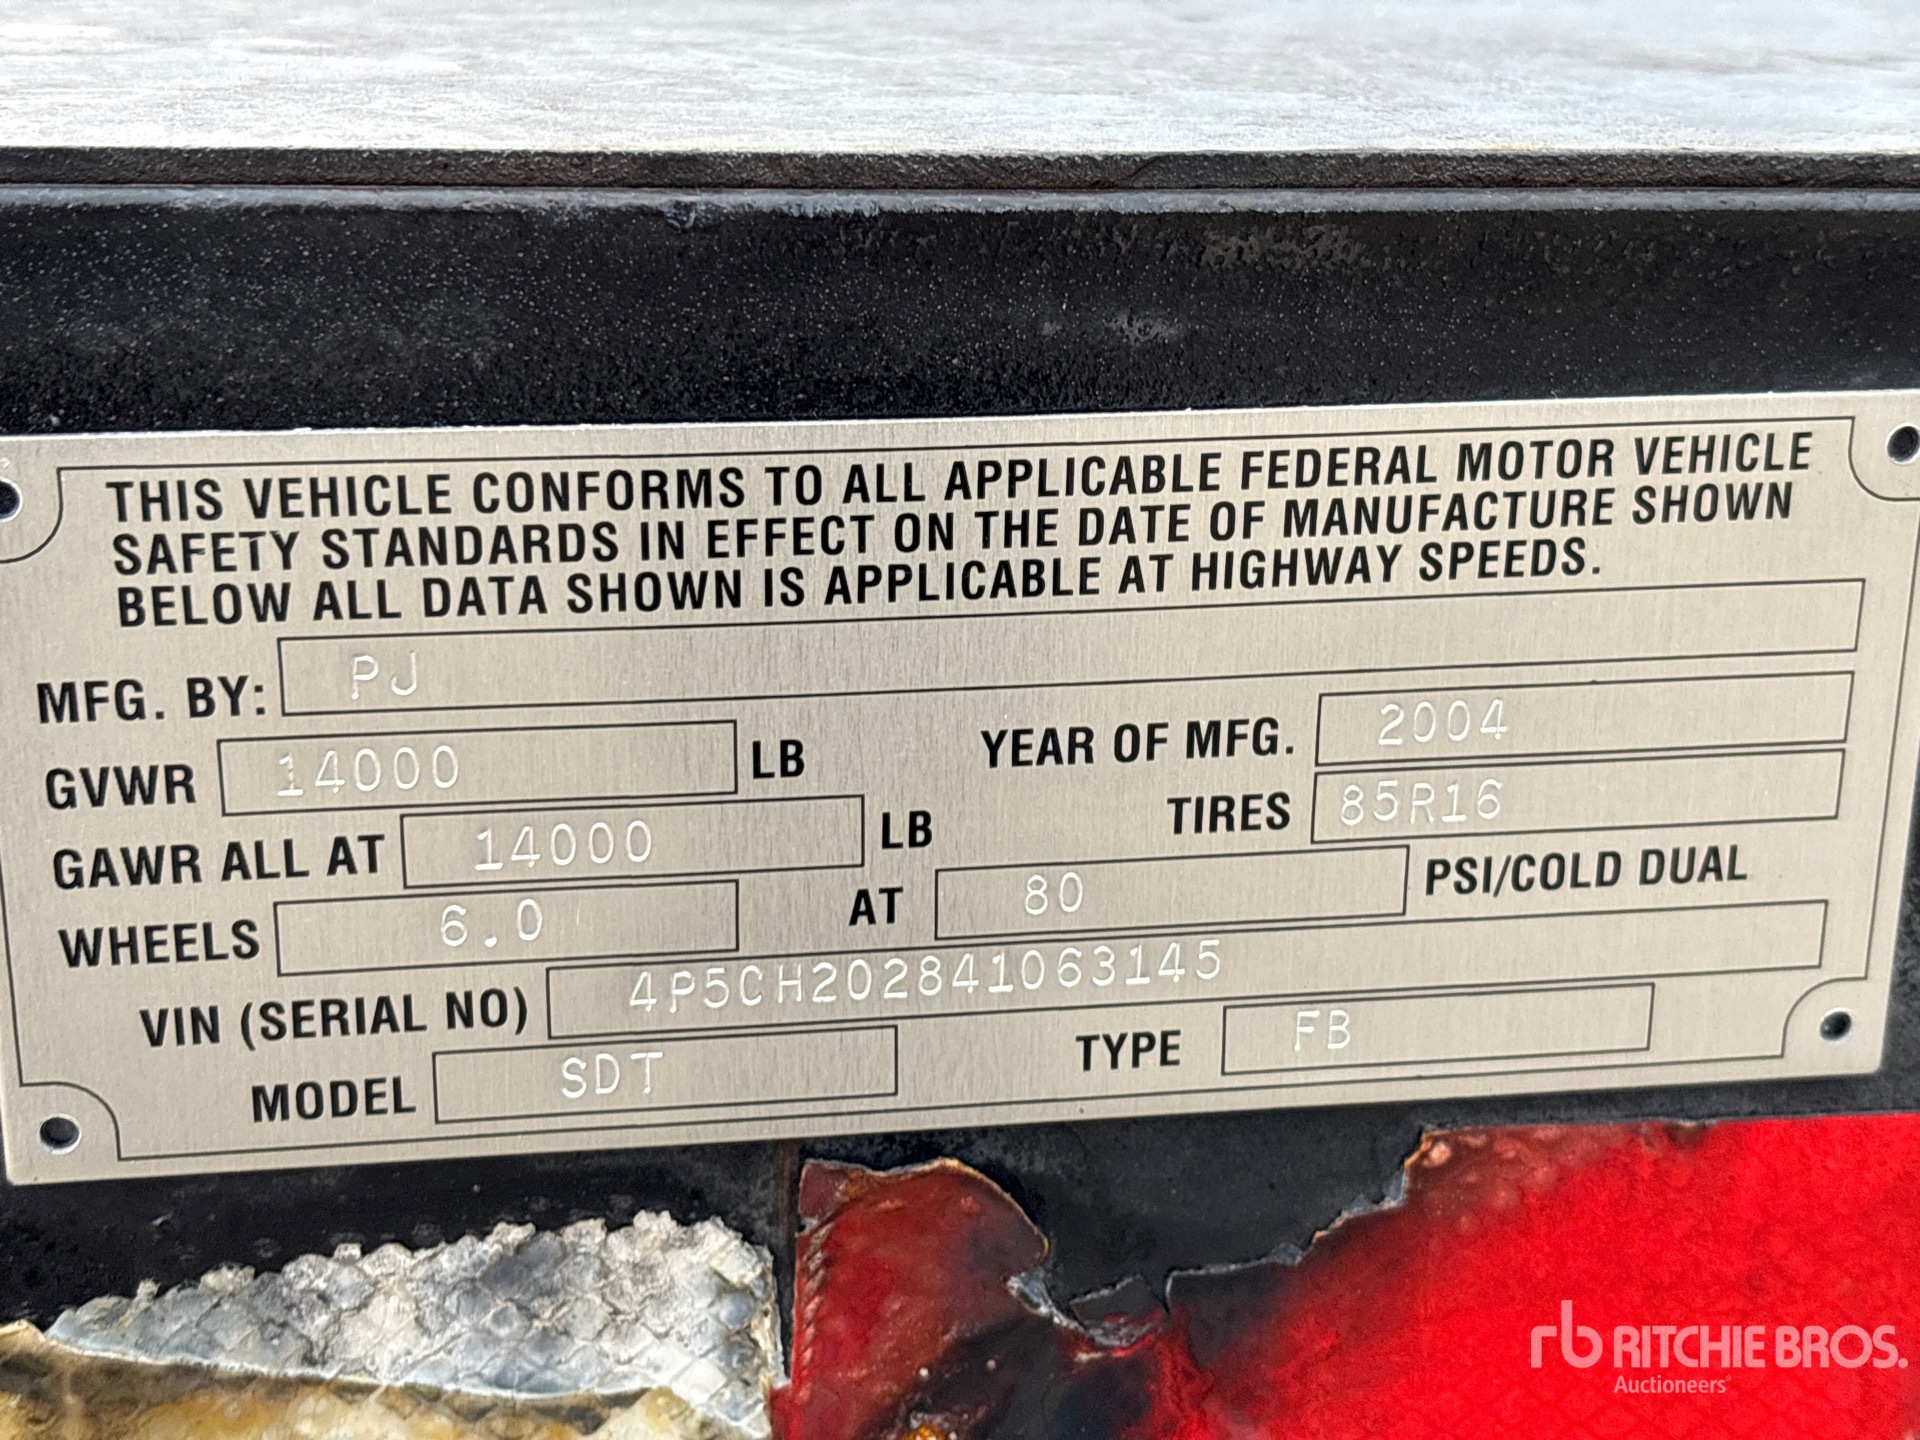 THIS VEHICLE CONFORMS TO ALL APPLICABLE FEDERAL MOTOR VEHICLE
SAFETY STANDARDS IN EFFECT ON THE DATE OF MANUFACTURE SHOWN
BELOW ALL DATA SHOWN IS APPLICABLE AT HIGHWAY SPEEDS.
MFG. BY: PJ
GVWR 14000 LB YEAR OF MFG. 2004
GAWR ALL AT 14000 LB TIRES 85R16
WHEELS 6.0 AT 80 PSI/COLD DUAL
VIN (SERIAL NO) 4P5CH202841063145
MODEL SDT TYPE FB
rb RITCHIE BROS.
Auctioneers